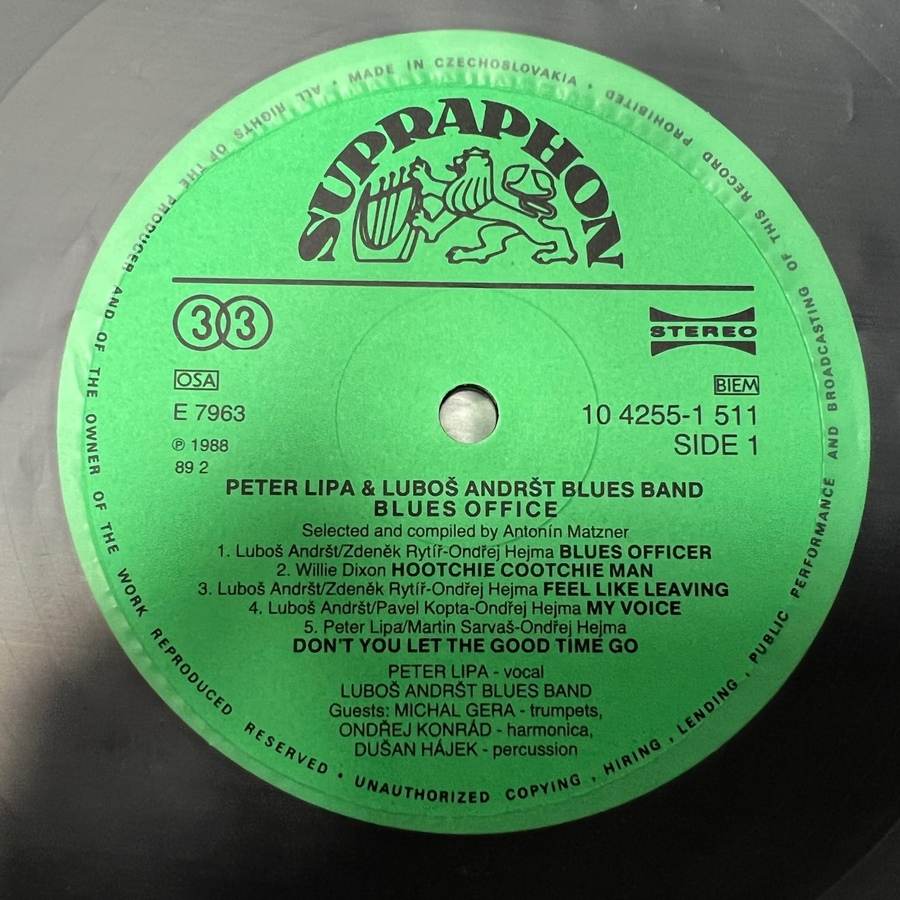 MADE IN CZECHOSLOVAKIA • ALL RIGHTS OF THE PRODUCER AND OF THE OWNER OF THE WORK REPRODUCED RESERVED • UNAUTHORIZED COPYING, HIRING, LENDING, PUBLIC PERFORMANCE AND BROADCASTING OF THIS RECORD PROHIBITED •
SUPRAPHON
33
STEREO
OSA
BIEM
E 7963
10 4255-1 511
℗ 1988
SIDE 1
89 2
PETER LIPA & LUBOŠ ANDRŠT BLUES BAND
BLUES OFFICE
Selected and compiled by Antonín Matzner
1. Luboš Andršt/Zdeněk Rytíř-Ondřej Hejma BLUES OFFICER
2. Willie Dixon HOOTCHIE COOTCHIE MAN
3. Luboš Andršt/Zdeněk Rytíř-Ondřej Hejma FEEL LIKE LEAVING
4. Luboš Andršt/Pavel Kopta-Ondřej Hejma MY VOICE
5. Peter Lipa/Martin Sarvaš-Ondřej Hejma
DON'T YOU LET THE GOOD TIME GO
PETER LIPA - vocal
LUBOŠ ANDRŠT BLUES BAND
Guests: MICHAL GERA - trumpets,
ONDŘEJ KONRÁD - harmonica,
DUŠAN HÁJEK - percussion